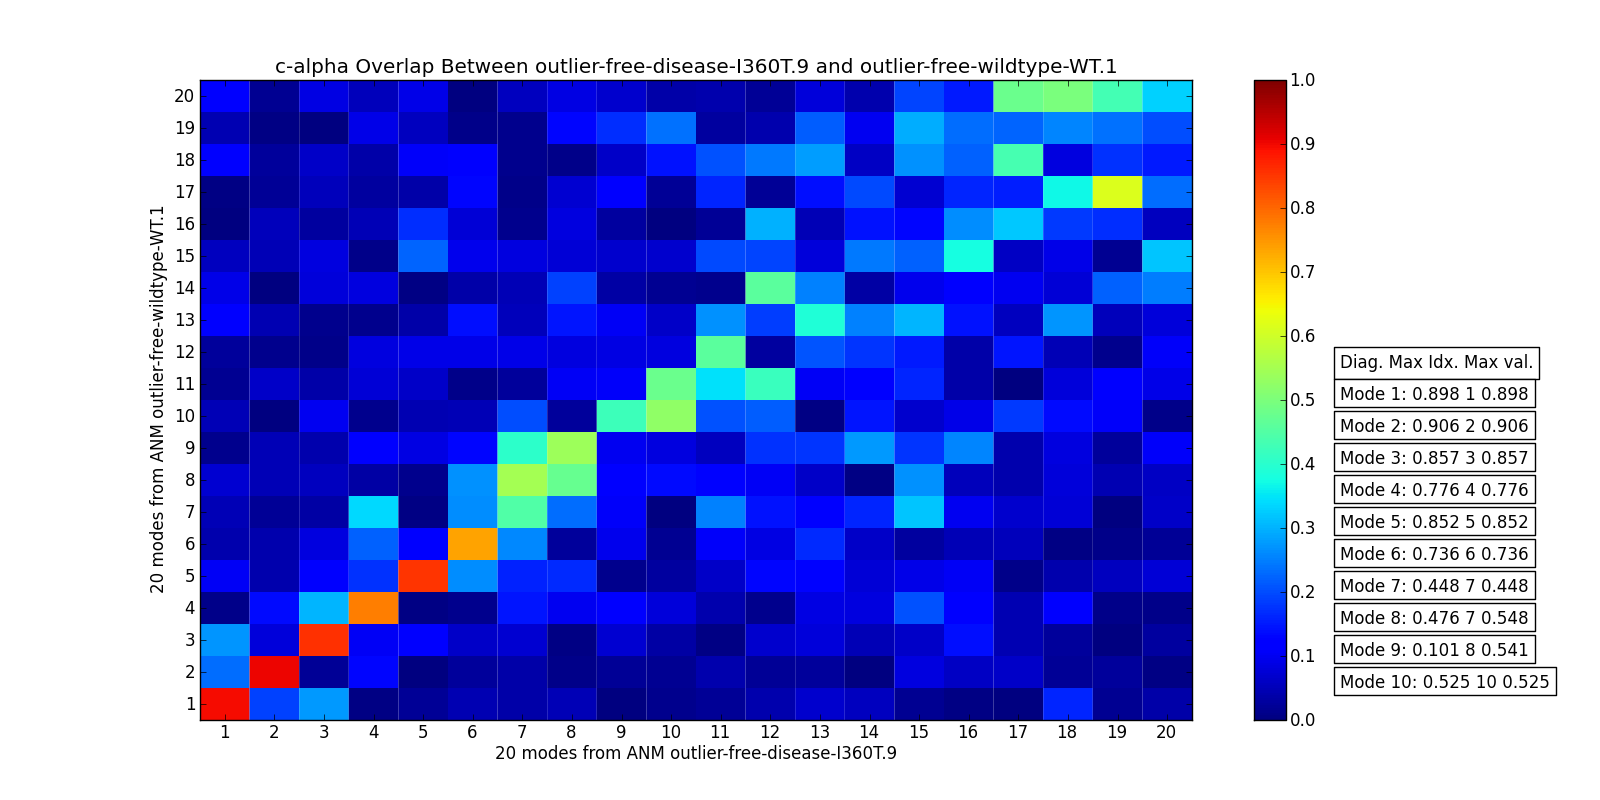 c-alpha Overlap Between outlier-free-disease-I360T.9 and outlier-free-wildtype-WT.1
20 modes from ANM outlier-free-wildtype-WT.1
20
19
18
17
16
15
14
13
12
11
10
9
8
7
6
5
4
3
2
1
1 2 3 4 5 6 7 8 9 10 11 12 13 14 15 16 17 18 19 20
20 modes from ANM outlier-free-disease-I360T.9
1.0
0.9
0.8
0.7
0.6
0.5
0.4
0.3
0.2
0.1
0.0
Diag. Max Idx. Max val.
Mode 1: 0.898 1 0.898
Mode 2: 0.906 2 0.906
Mode 3: 0.857 3 0.857
Mode 4: 0.776 4 0.776
Mode 5: 0.852 5 0.852
Mode 6: 0.736 6 0.736
Mode 7: 0.448 7 0.448
Mode 8: 0.476 7 0.548
Mode 9: 0.101 8 0.541
Mode 10: 0.525 10 0.525